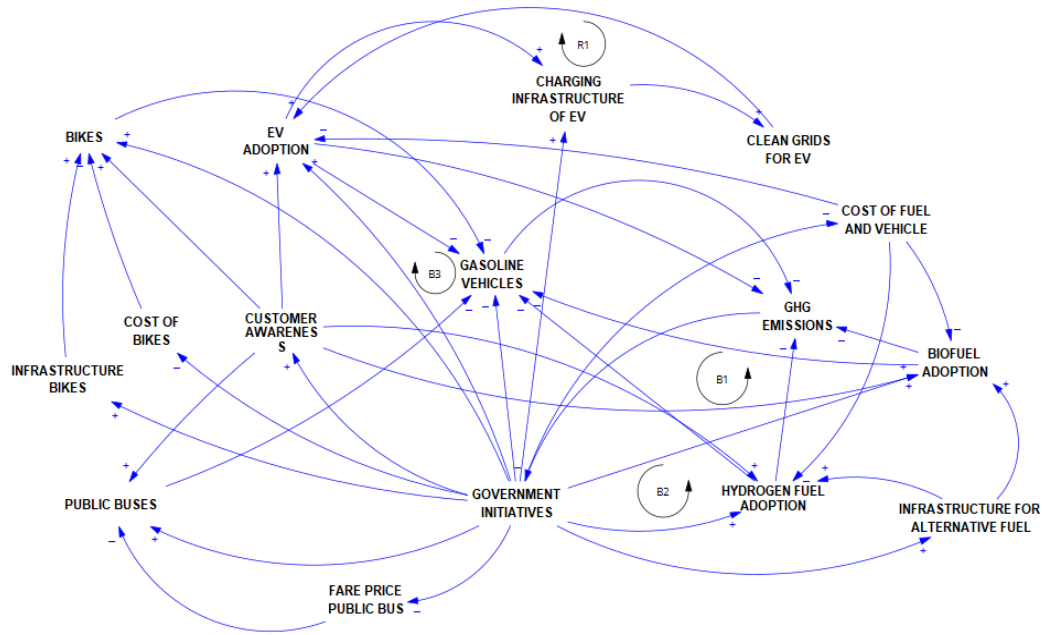 R1
CHARGING
INFRASTRUCTURE
OF EV
BIKES
EV
ADOPTION
CLEAN GRIDS
FOR EV
COST OF FUEL
AND VEHICLE
B3
GASOLINE
VEHICLES
GHG
EMISSIONS
COST OF
BIKES
CUSTOMER
AWARENES
S
BIOFUEL
ADOPTION
INFRASTRUCTURE
BIKES
B1
PUBLIC BUSES
GOVERNMENT
INITIATIVES
B2
HYDROGEN FUEL
ADOPTION
INFRASTRUCTURE FOR
ALTERNATIVE FUEL
FARE PRICE
PUBLIC BUS